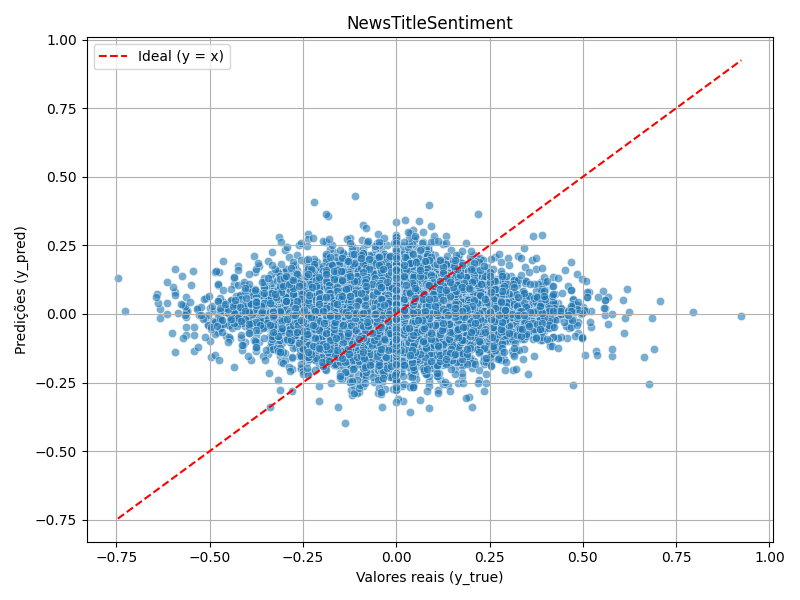 NewsTitleSentiment
Ideal (y = x)
1.00
0.75
0.50
0.25
0.00
−0.25
−0.50
−0.75
Predições (y_pred)
−0.75 −0.50 −0.25 0.00 0.25 0.50 0.75 1.00
Valores reais (y_true)